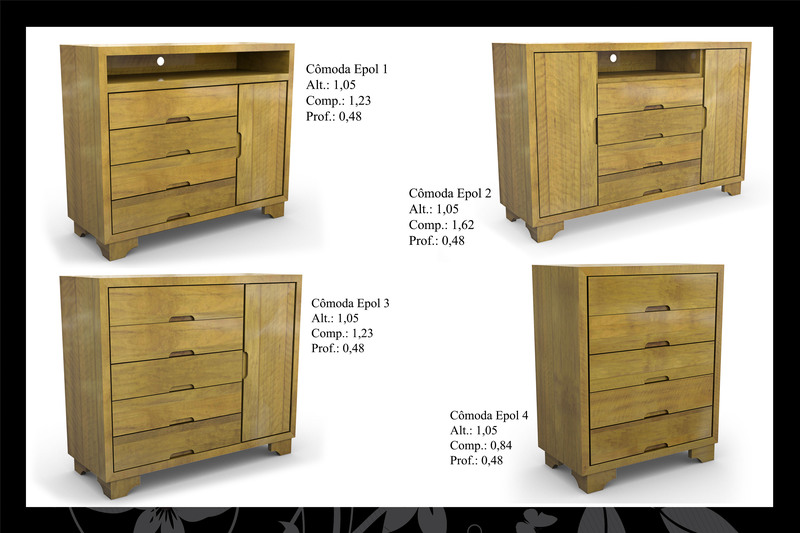 Cômoda Epol 1
Alt.: 1,05
Comp.: 1,23
Prof.: 0,48
Cômoda Epol 2
Alt.: 1,05
Comp.: 1,62
Prof.: 0,48
Cômoda Epol 3
Alt.: 1,05
Comp.: 1,23
Prof.: 0,48
Cômoda Epol 4
Alt.: 1,05
Comp.: 0,84
Prof.: 0,48